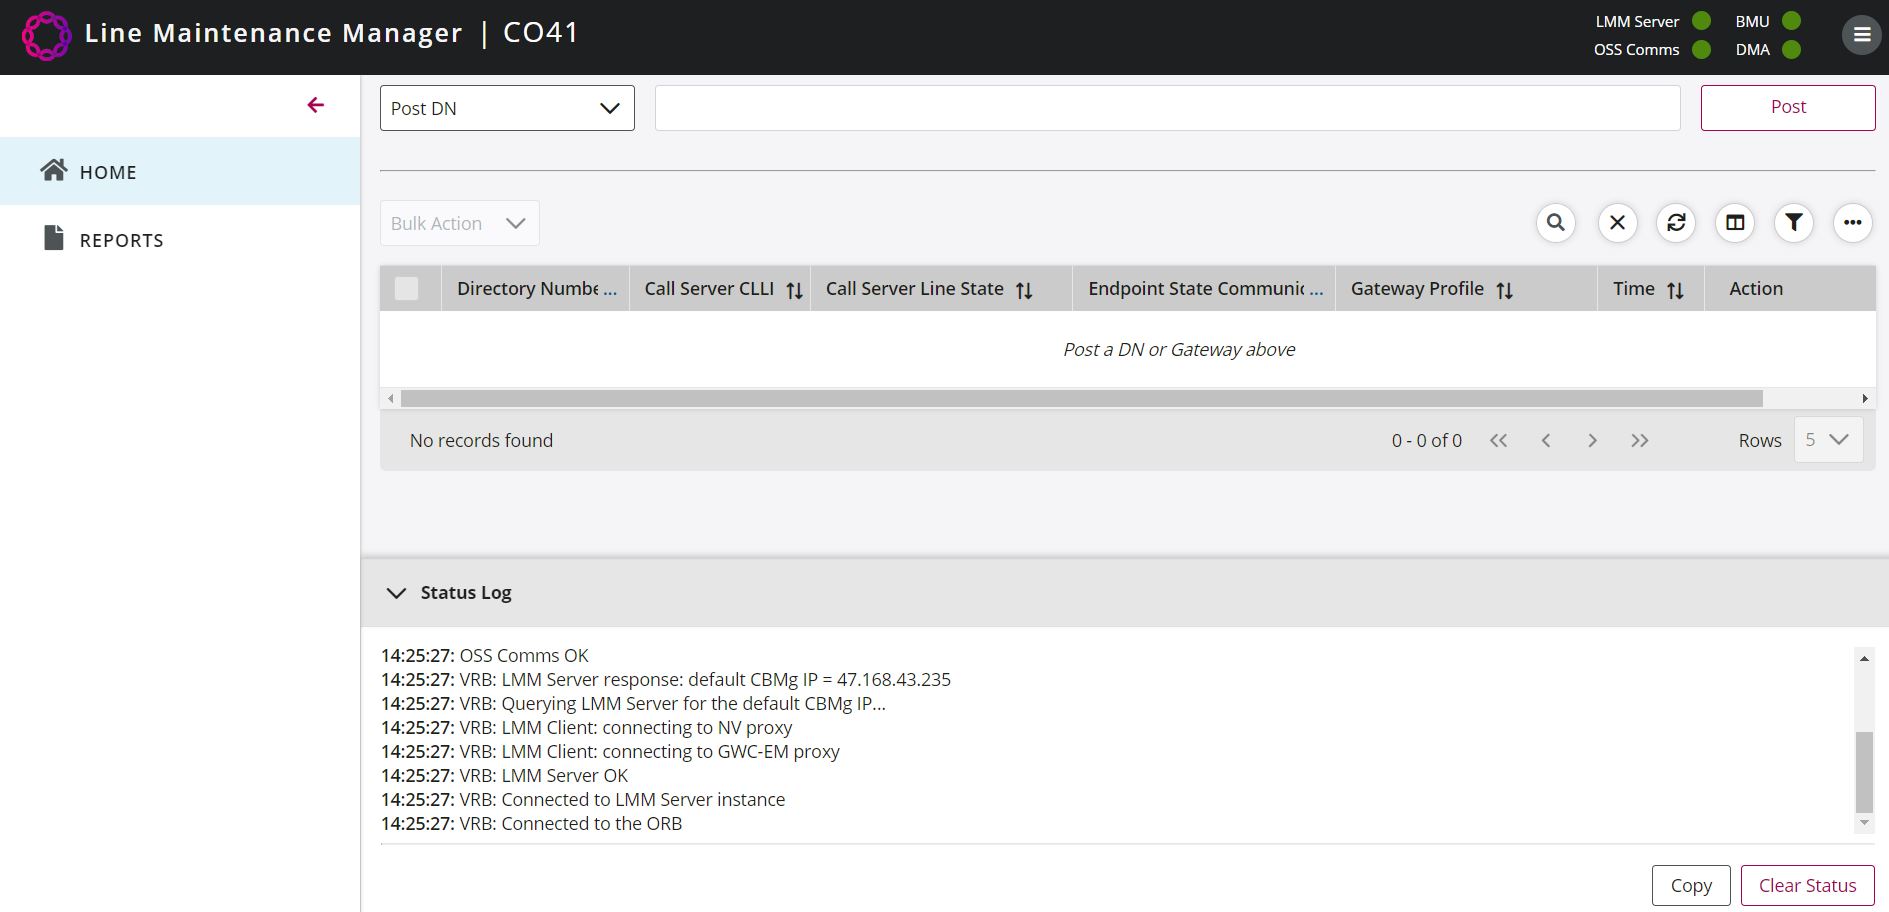 Line Maintenance Manager | CO41
LMM Server
BMU
OSS Comms
DMA
Post DN
Post
HOME
REPORTS
Bulk Action
Directory Numbe...
Call Server CLLI
Call Server Line State
Endpoint State Communic...
Gateway Profile
Time
Action
Post a DN or Gateway above
No records found
0 - 0 of 0
Rows
5
Status Log
14:25:27: OSS Comms OK
14:25:27: VRB: LMM Server response: default CBMg IP = 47.168.43.235
14:25:27: VRB: Querying LMM Server for the default CBMg IP...
14:25:27: VRB: LMM Client: connecting to NV proxy
14:25:27: VRB: LMM Client: connecting to GWC-EM proxy
14:25:27: VRB: LMM Server OK
14:25:27: VRB: Connected to LMM Server instance
14:25:27: VRB: Connected to the ORB
Copy
Clear Status